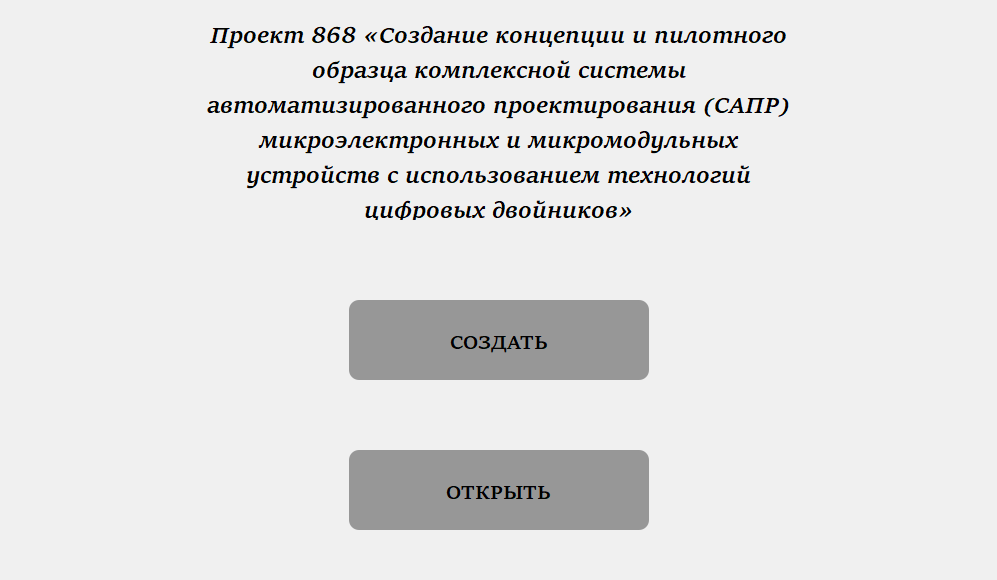 Проект 868 «Создание концепции и пилотного
образца комплексной системы
автоматизированного проектирования (САПР)
микроэлектронных и микромодульных
устройств с использованием технологий
цифровых двойников»
СОЗДАТЬ
ОТКРЫТЬ